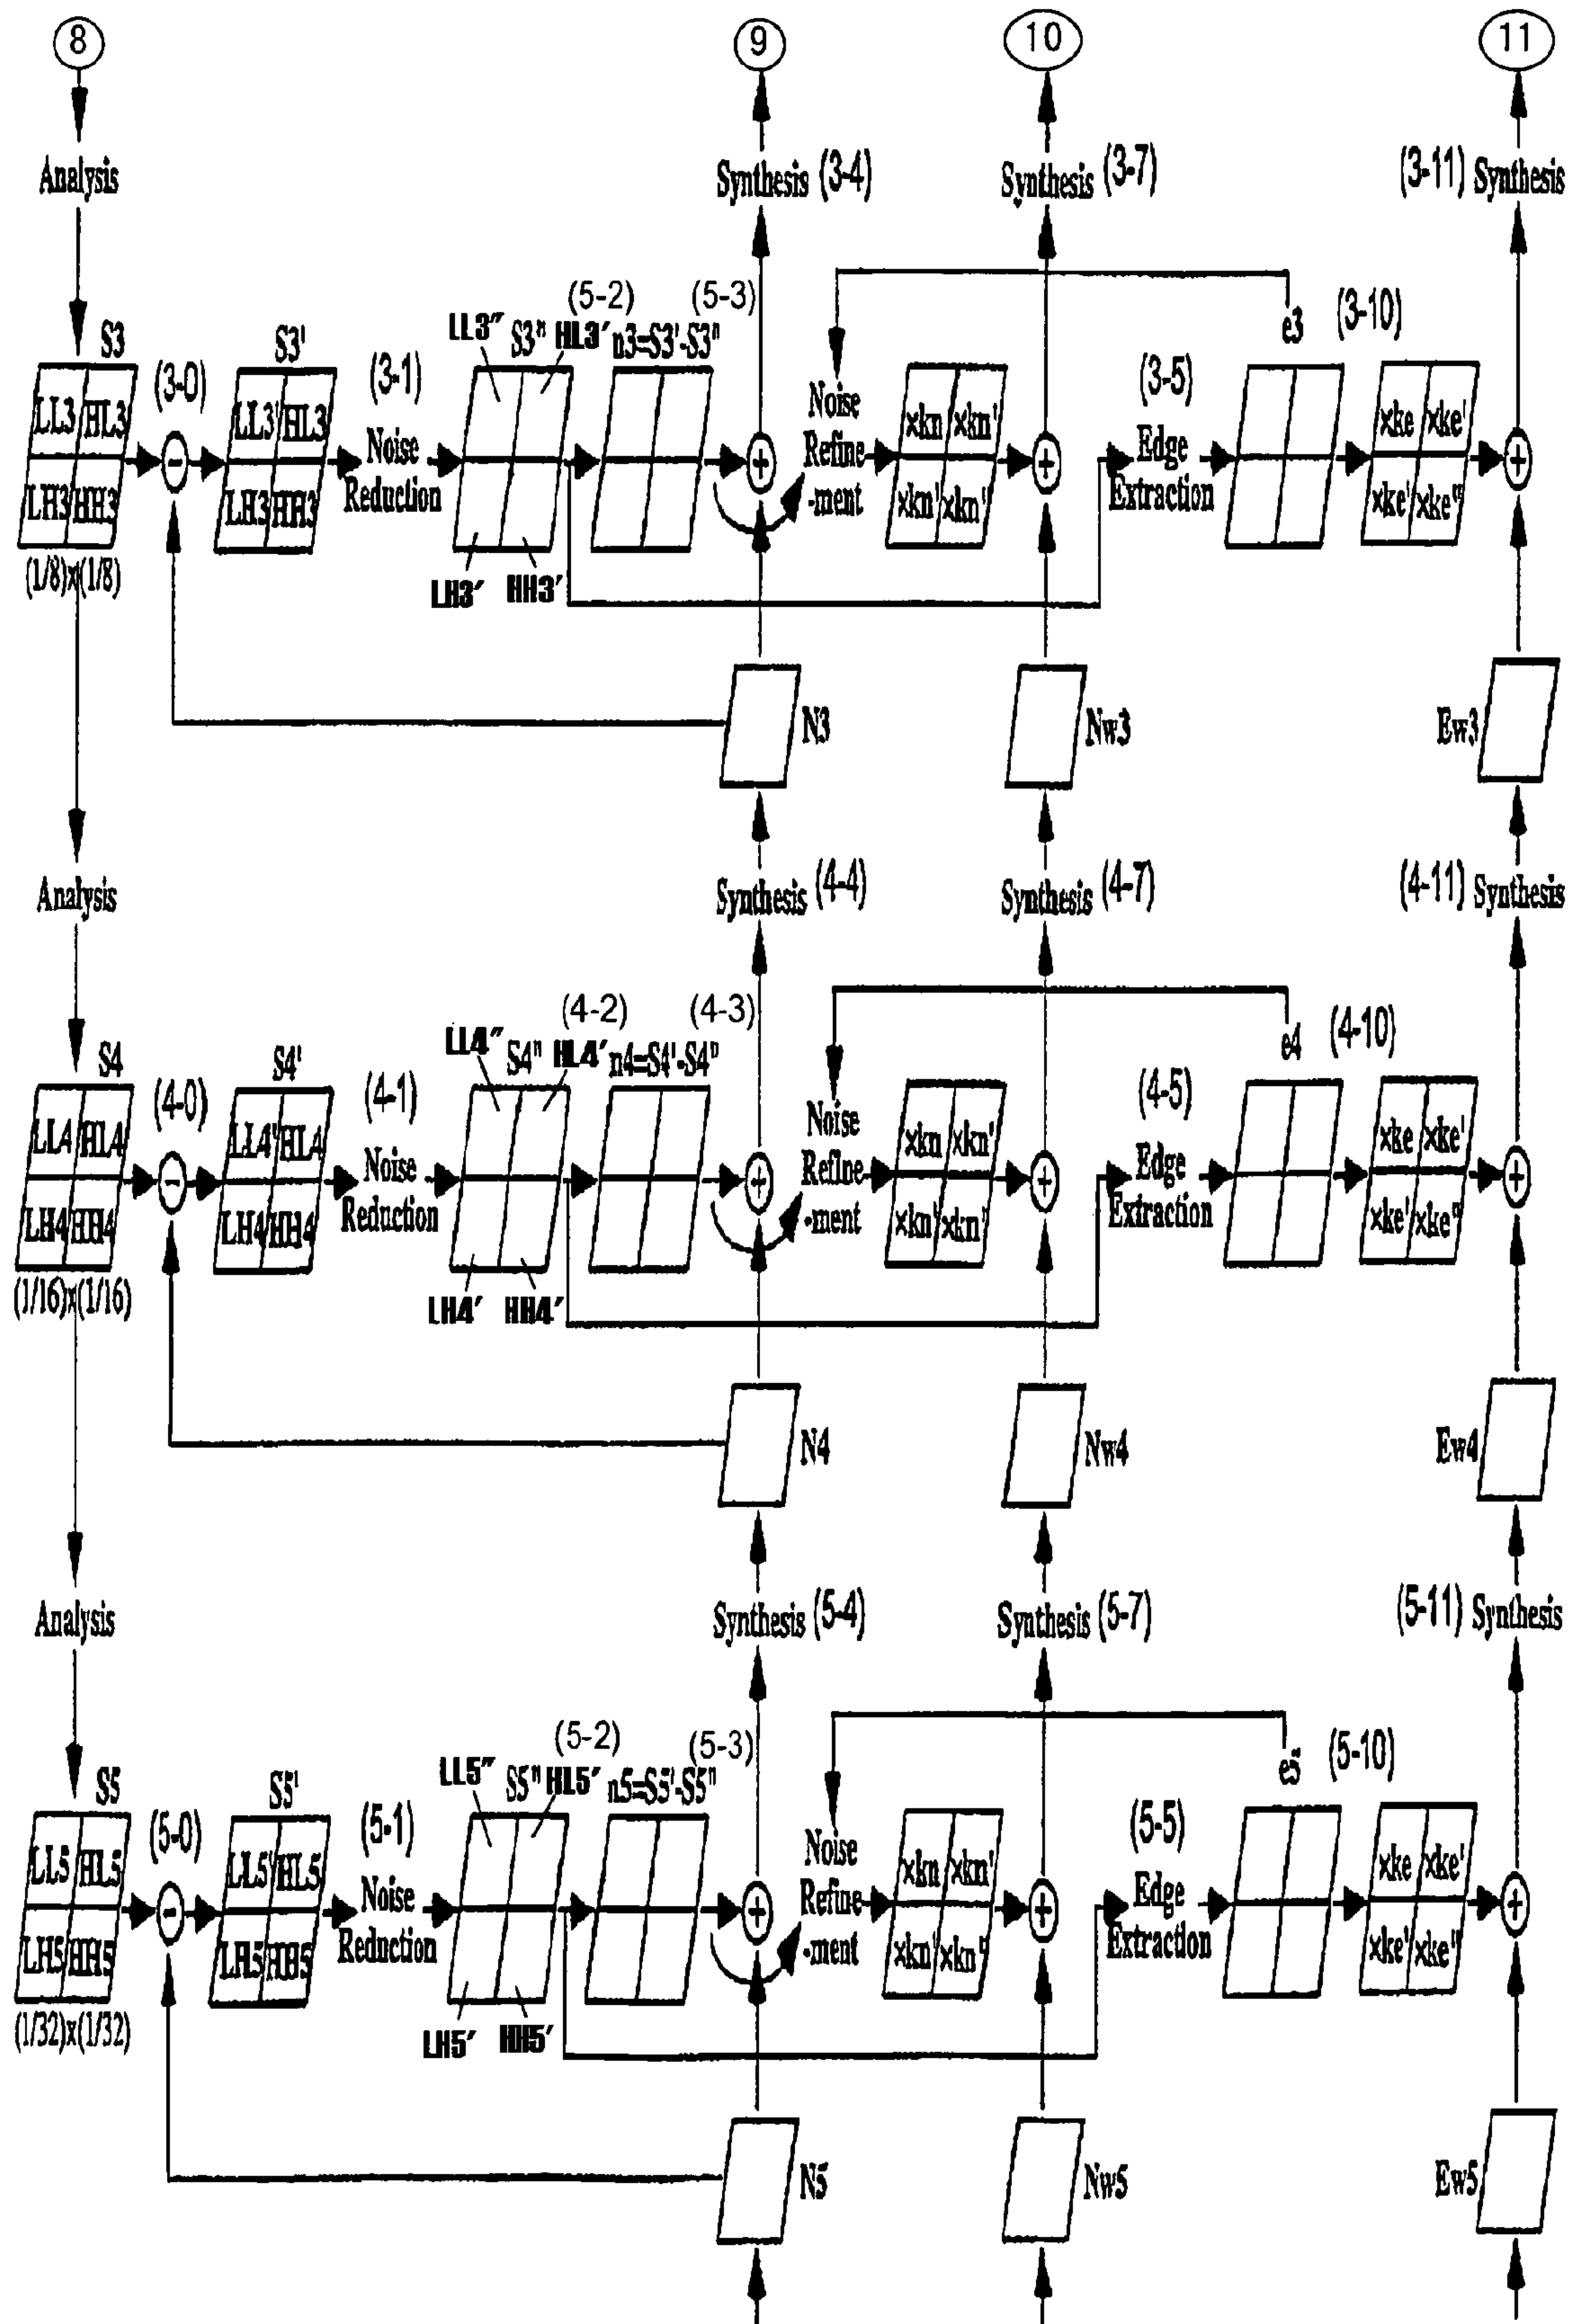 8 9 10 11
Analysis
Synthesis (3-4)
Synthesis (3-7)
(3-11) Synthesis
S3
(3-0)
S3'
(3-1)
LL3" S3" HL3'
(5-2)
n3=S3'-S3"
(5-3)
e3
(3-10)
LL3 HL3
LH3 HH3
(1/8)x(1/8)
LL3' HL3
LH3 HH3
Noise
Reduction
LH3' HH3'
Noise
Refine
-ment
xkn xkn'
xkn' xkn"
(3-5)
Edge
Extraction
xke xke'
xke' xke"
N3
Nw3
Ew3
Analysis
Synthesis (4-4)
Synthesis (4-7)
(4-11) Synthesis
S4
(4-0)
S4'
(4-1)
LL4" S4" HL4'
(4-2)
n4=S4'-S4"
(4-3)
e4
(4-10)
LL4 HL4
LH4 HH4
(1/16)x(1/16)
LL4' HL4
LH4 HH4
Noise
Reduction
LH4' HH4'
Noise
Refine
-ment
xkn xkn'
xkn' xkn"
(4-5)
Edge
Extraction
xke xke'
xke' xke"
N4
Nw4
Ew4
Analysis
Synthesis (5-4)
Synthesis (5-7)
(5-11) Synthesis
S5
(5-0)
S5'
(5-1)
LL5" S5" HL5'
(5-2)
n5=S5'-S5"
(5-3)
e5
(5-10)
LL5 HL5
LH5 HH5
(1/32)x(1/32)
LL5' HL5
LH5 HH5
Noise
Reduction
LH5' HH5'
Noise
Refine
-ment
xkn xkn'
xkn' xkn"
(5-5)
Edge
Extraction
xke xke'
xke' xke"
N5
Nw5
Ew5